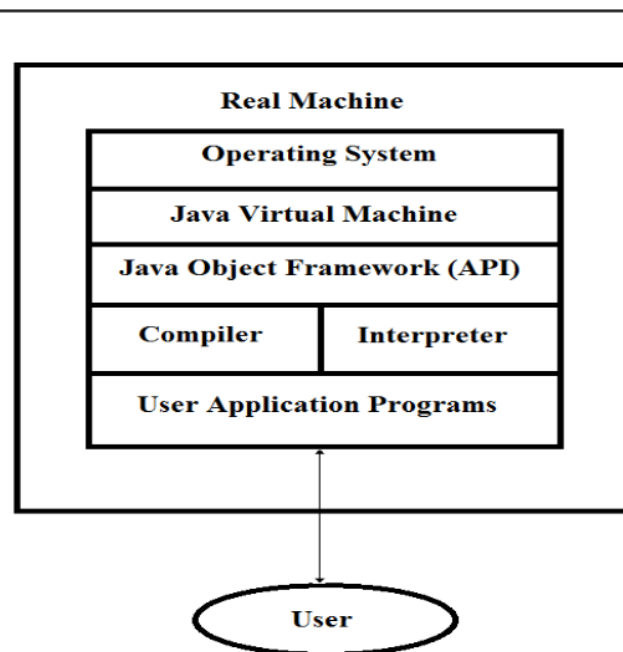 Real Machine
Operating System
Java Virtual Machine
Java Object Framework (API)
Compiler
Interpreter
User Application Programs
User